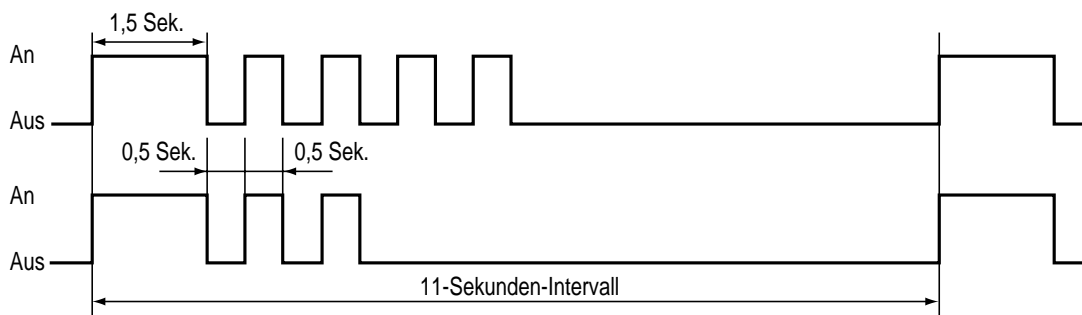 1,5 Sek.
An
Aus
0,5 Sek. 0,5 Sek.
An
Aus
11-Sekunden-Intervall